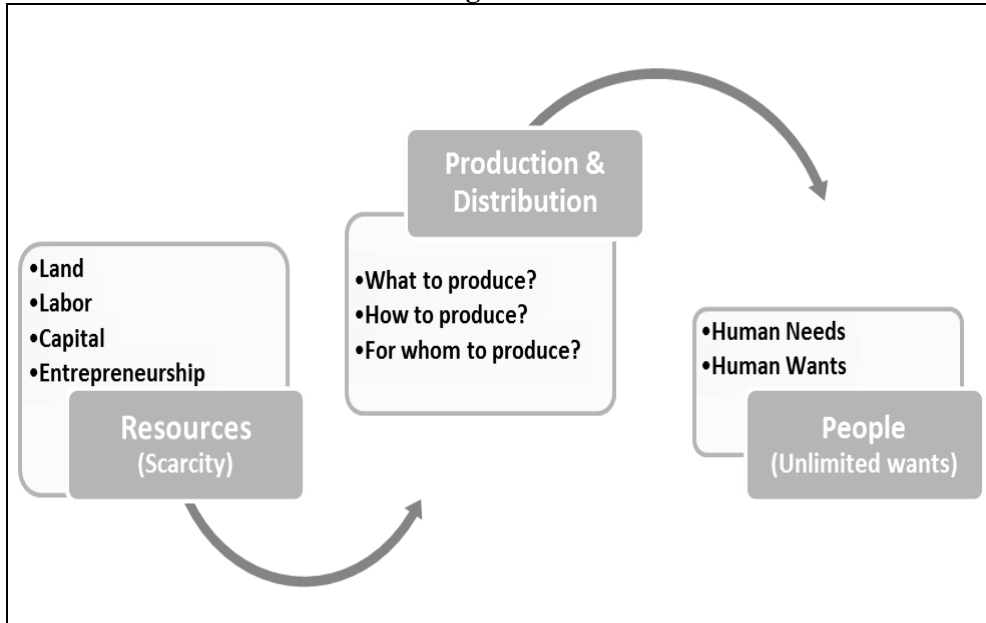 •Land
•Labor
•Capital
•Entrepreneurship
Resources
(Scarcity)
Production &
Distribution
•What to produce?
•How to produce?
•For whom to produce?
•Human Needs
•Human Wants
People
(Unlimited wants)